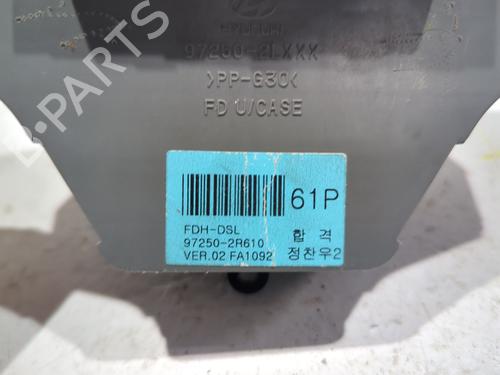 HYUNDAI
97250-2LXXX
>PP-G30<
FD U/CASE
61P
FDH-DSL
97250-2R610 합 격
VER.02 FA1092 정찬우2
B-PARTS